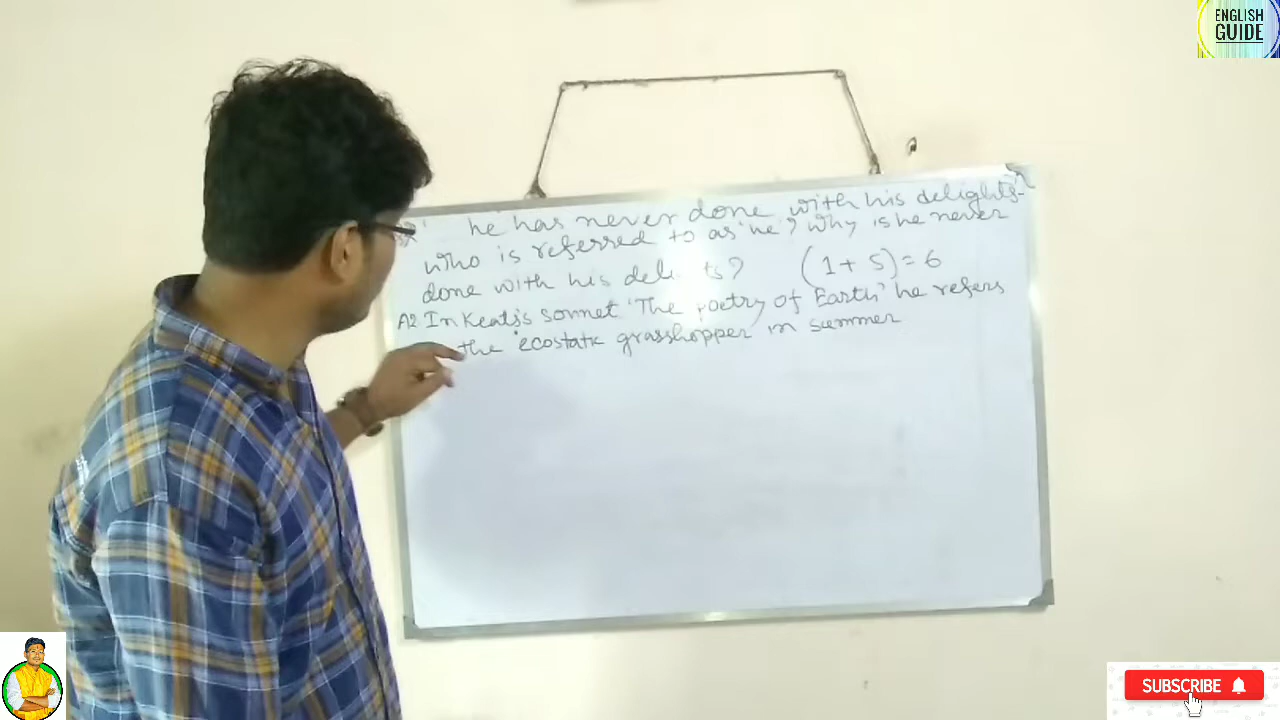 ENGLISH
GUIDE
he has never done with his delights"
Who is referred to as 'he'? Why is he never
done with his deli ts? (1+5)=6
A2 In Keats's sonnet 'The poetry of Earth' he refers
the ecostatic grasshopper in summer
SUBSCRIBE